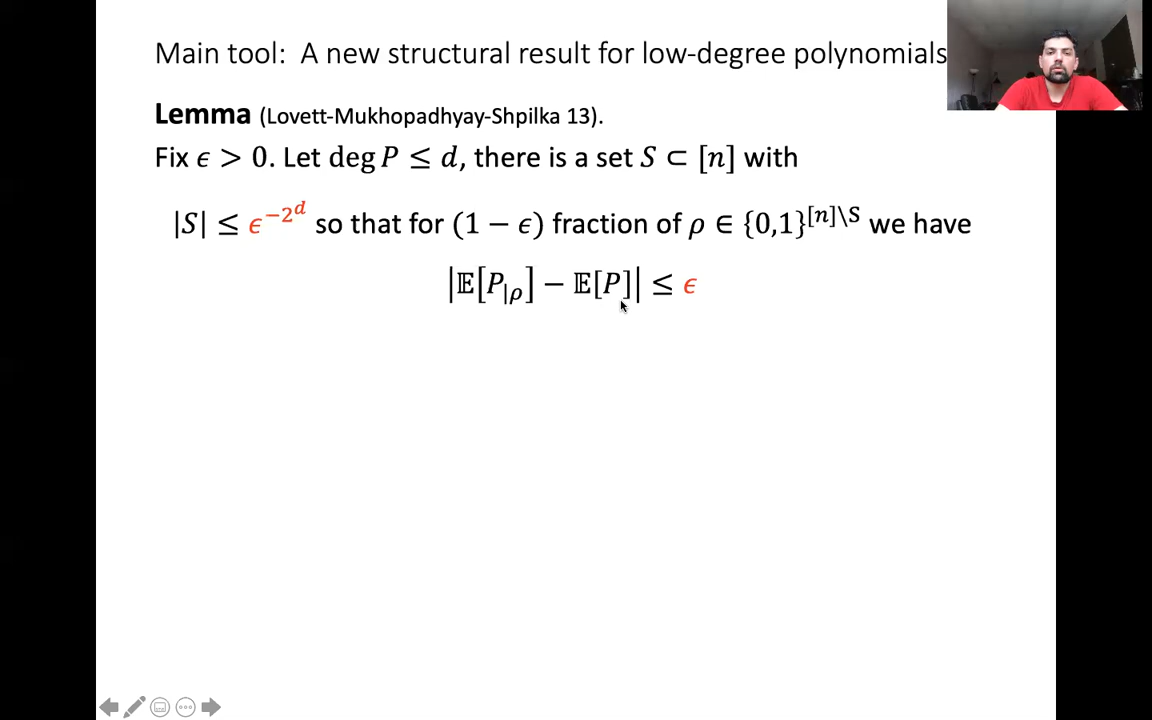 Main tool: A new structural result for low-degree polynomials
Lemma (Lovett-Mukhopadhyay-Shpilka 13).
Fix ϵ > 0. Let deg P ≤ d, there is a set S ⊂ [n] with
|S| ≤ ϵ^{-2^d} so that for (1 − ϵ) fraction of ρ ∈ {0,1}^{[n]\S} we have
|𝔼[P_{|ρ}] − 𝔼[P]| ≤ ϵ